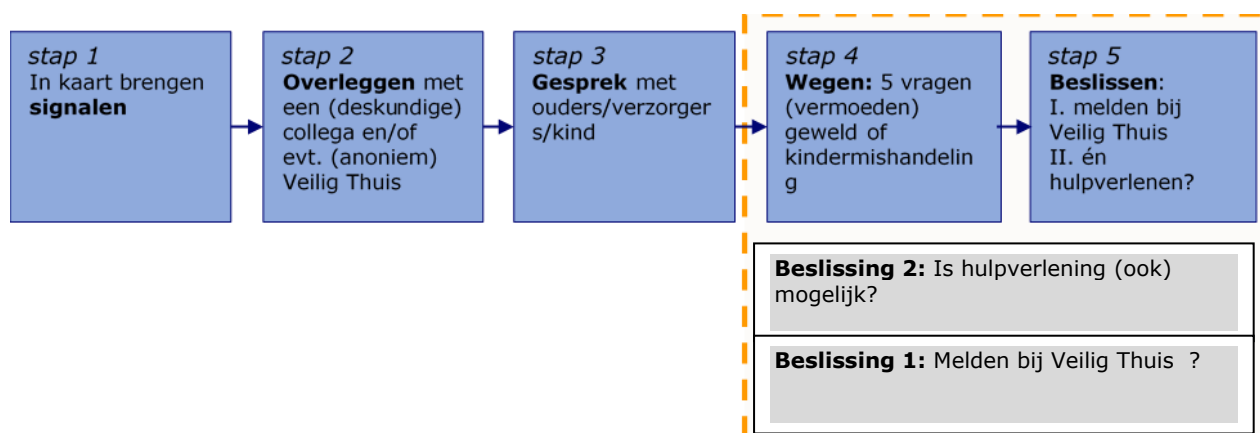 stap 1
In kaart brengen
signalen
stap 2
Overleggen met
een (deskundige)
collega en/of
evt. (anoniem)
Veilig Thuis
stap 3
Gesprek met
ouders/verzorger
s/kind
stap 4
Wegen: 5 vragen
(vermoeden)
geweld of
kindermishandelin
g
stap 5
Beslissen:
I. melden bij
Veilig Thuis
II. én
hulpverlenen?
Beslissing 2: Is hulpverlening (ook)
mogelijk?
Beslissing 1: Melden bij Veilig Thuis ?